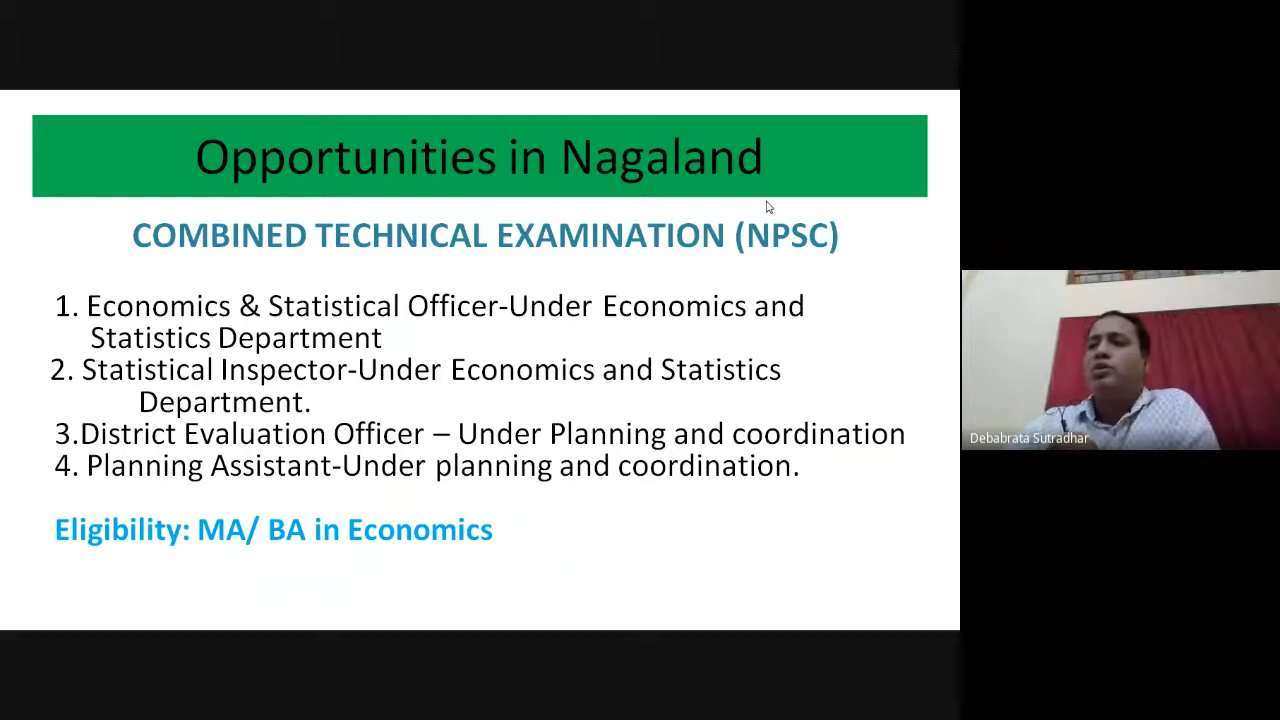 Opportunities in Nagaland
COMBINED TECHNICAL EXAMINATION (NPSC)
1. Economics & Statistical Officer-Under Economics and
Statistics Department
2. Statistical Inspector-Under Economics and Statistics
Department.
3.District Evaluation Officer – Under Planning and coordination
4. Planning Assistant-Under planning and coordination.
Eligibility: MA/ BA in Economics
Debabrata Sutradhar